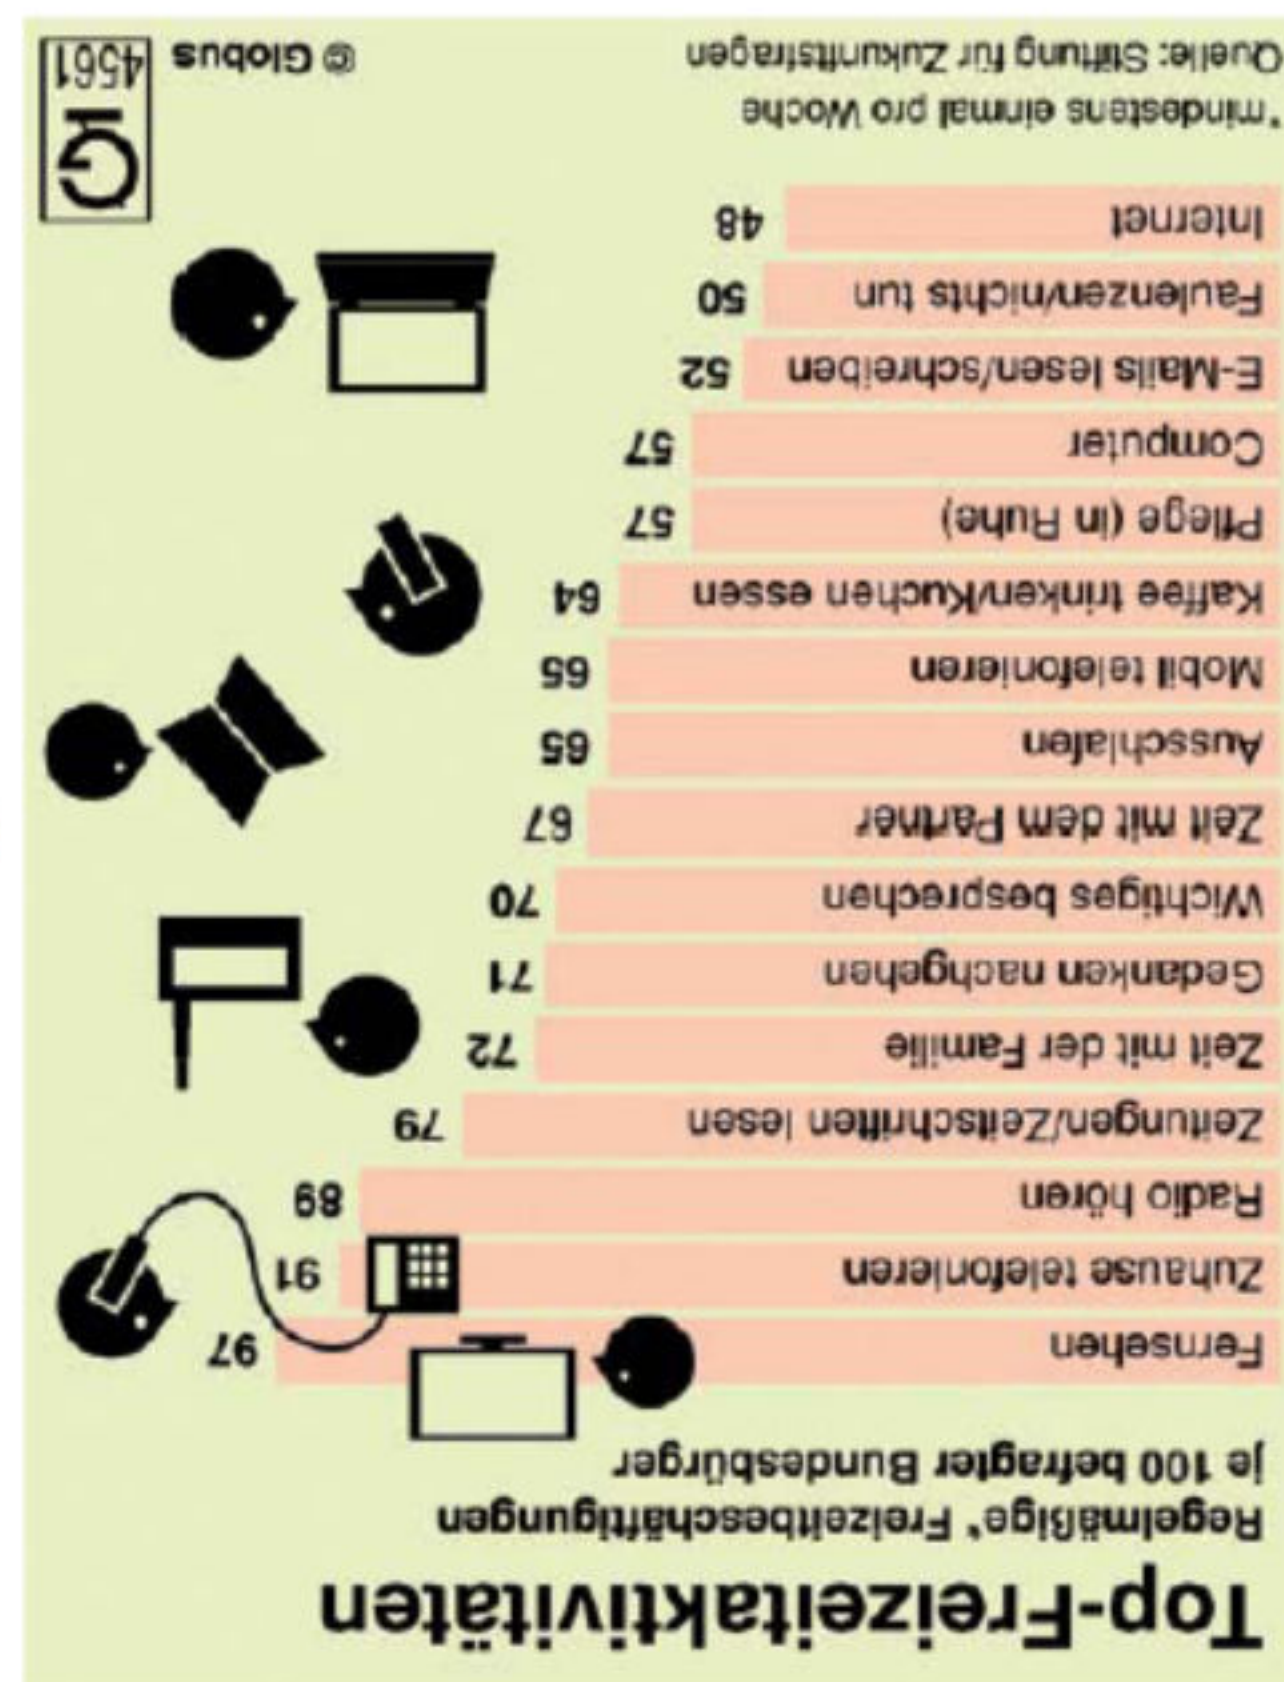 Top-Freizeitaktivitäten
Regelmäßige* Freizeitbeschäftigungen
je 100 befragter Bundesbürger
Fernsehen 97
Zuhause telefonieren 91
Radio hören 89
Zeitungen/Zeitschriften lesen 79
Zeit mit der Familie 72
Gedanken nachgehen 71
Wichtiges besprechen 70
Zeit mit dem Partner 67
Ausschlafen 65
Mobil telefonieren 65
Kaffee trinken/Kuchen essen 64
Pflege (in Ruhe) 57
Computer 57
E-Mails lesen/schreiben 52
Faulenzen/nichts tun 50
Internet 48
*mindestens einmal pro Woche
Quelle: Stiftung für Zukunftsfragen
© Globus
G
4561